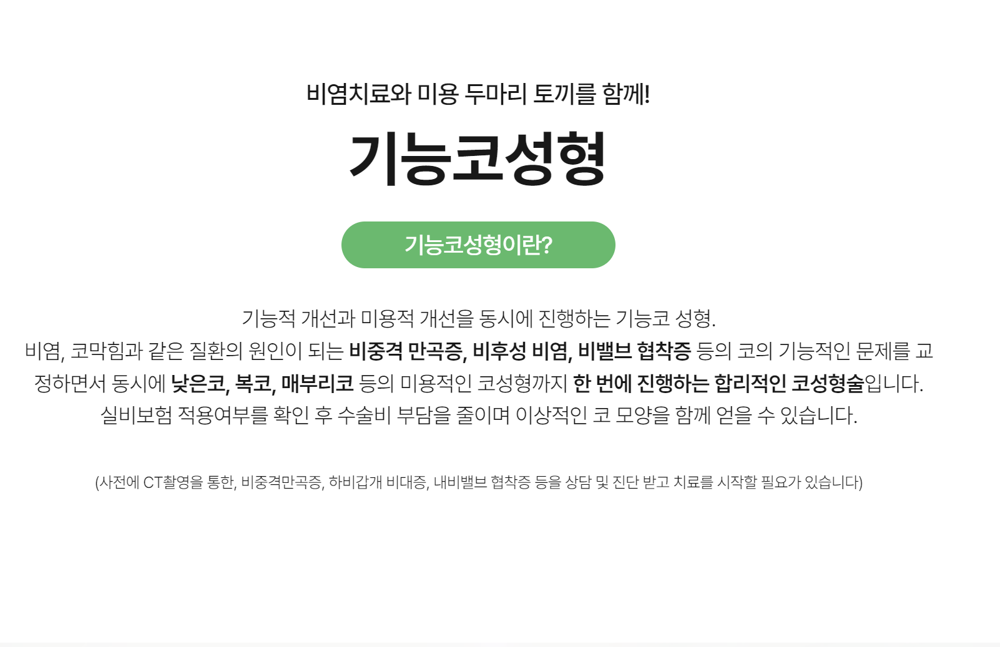 비염치료와 미용 두마리 토끼를 함께!
기능코성형
기능코성형이란?
기능적 개선과 미용적 개선을 동시에 진행하는 기능코 성형.
비염, 코막힘과 같은 질환의 원인이 되는 비중격 만곡증, 비후성 비염, 비밸브 협착증 등의 코의 기능적인 문제를 교
정하면서 동시에 낮은코, 복코, 매부리코 등의 미용적인 코성형까지 한 번에 진행하는 합리적인 코성형술입니다.
실비보험 적용여부를 확인 후 수술비 부담을 줄이며 이상적인 코 모양을 함께 얻을 수 있습니다.
(사전에 CT촬영을 통한, 비중격만곡증, 하비갑개 비대증, 내비밸브 협착증 등을 상담 및 진단 받고 치료를 시작할 필요가 있습니다)